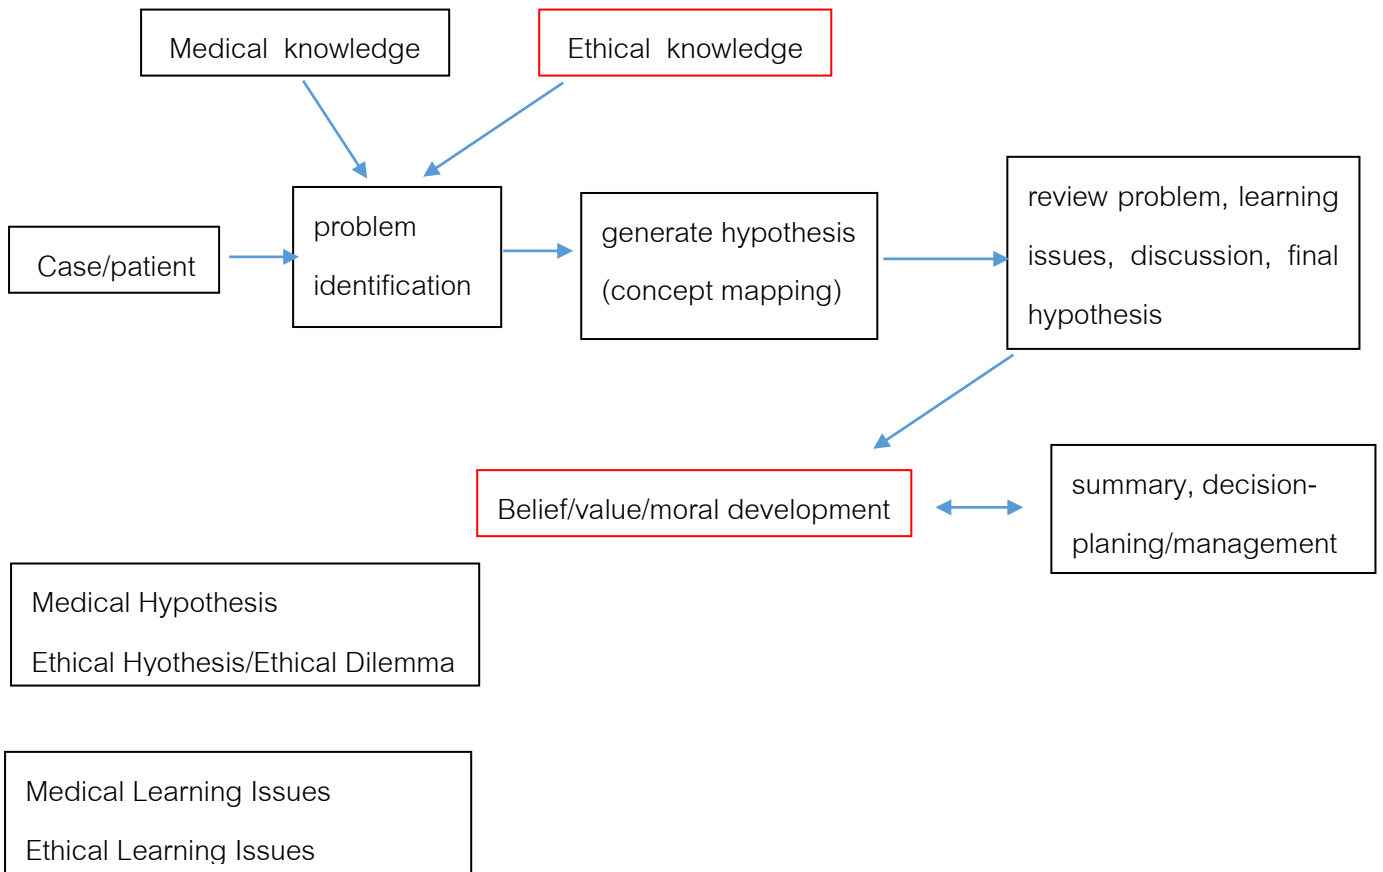 Medical knowledge
Ethical knowledge
Case/patient
problem
identification
generate hypothesis
(concept mapping)
review problem, learning
issues, discussion, final
hypothesis
Belief/value/moral development
summary, decision-
planing/management
Medical Hypothesis
Ethical Hyothesis/Ethical Dilemma
Medical Learning Issues
Ethical Learning Issues